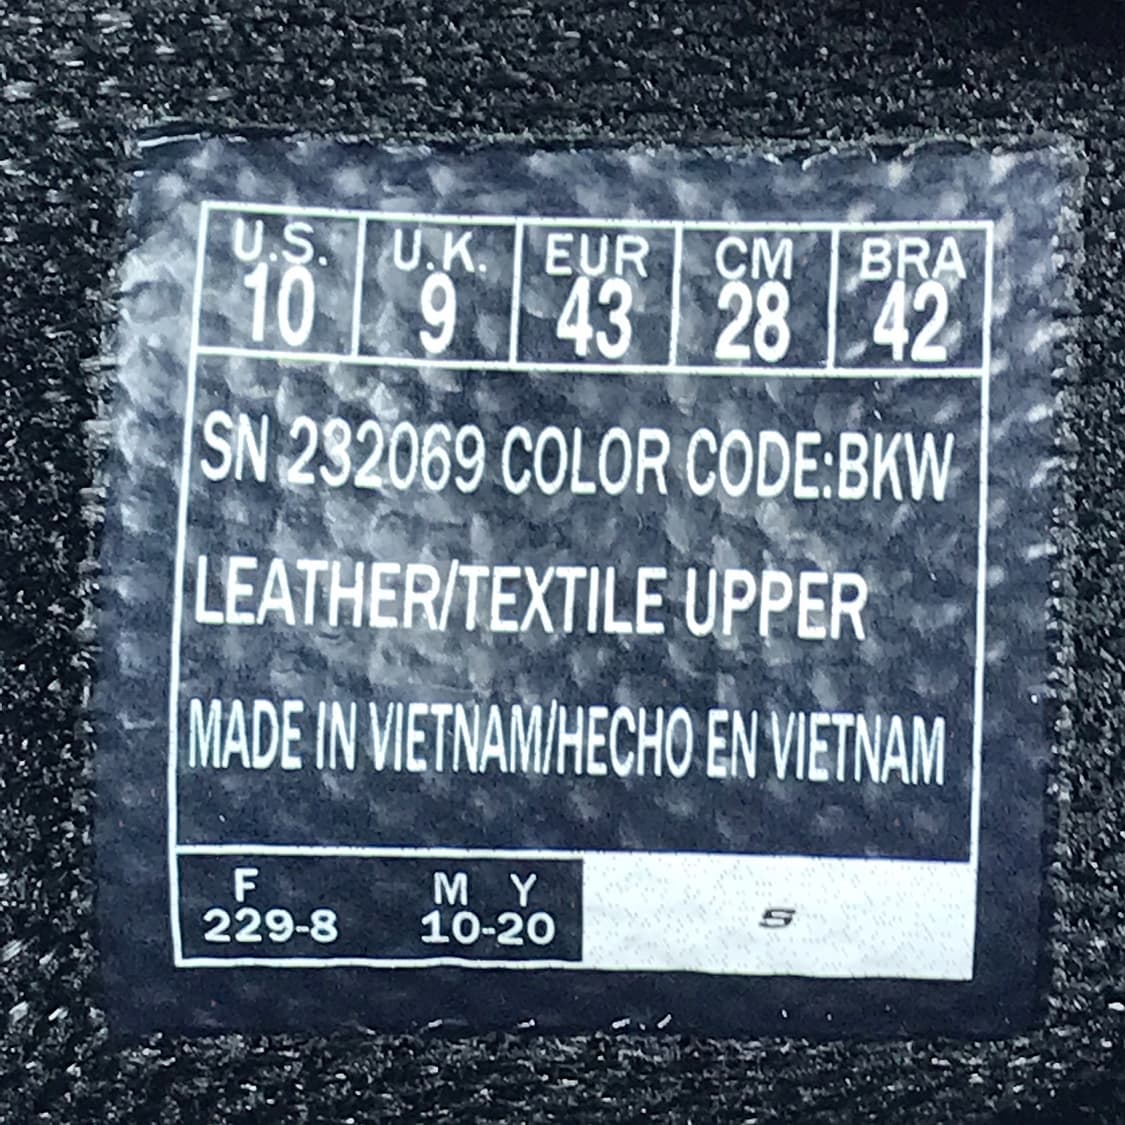 U.S. U.K. EUR CM BRA
10 9 43 28 42
SN 232069 COLOR CODE:BKW
LEATHER/TEXTILE UPPER
MADE IN VIETNAM/HECHO EN VIETNAM
F M Y
229-8 10-20
S